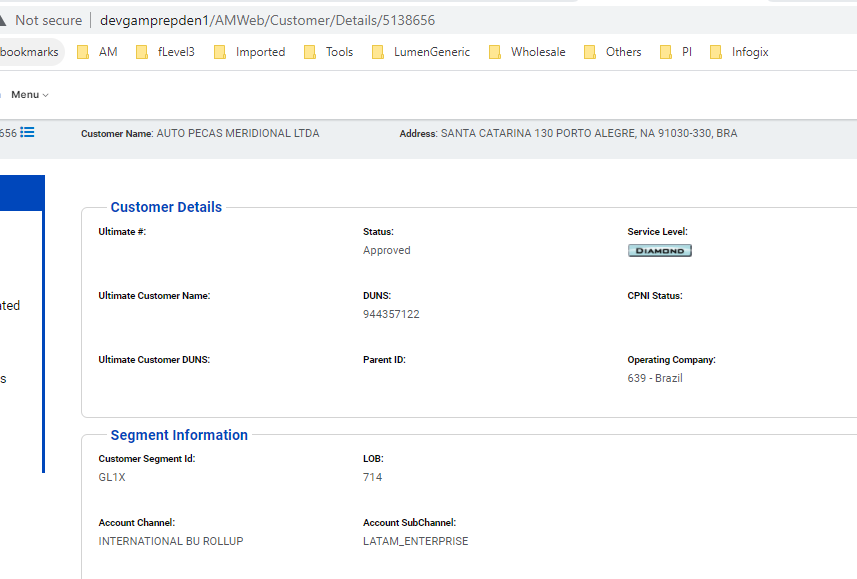 Not secure devgamprepden1/AMWeb/Customer/Details/5138656
bookmarks AM fLevel3 Imported Tools LumenGeneric Wholesale Others PI Infogix
Menu
656 Customer Name: AUTO PECAS MERIDIONAL LTDA Address: SANTA CATARINA 130 PORTO ALEGRE, NA 91030-330, BRA
Customer Details
Ultimate #: Status: Service Level:
Approved DIAMOND
ated
Ultimate Customer Name: DUNS: CPNI Status:
944357122
Ultimate Customer DUNS: Parent ID: Operating Company:
s 639 - Brazil
Segment Information
Customer Segment Id: LOB:
GL1X 714
Account Channel: Account SubChannel:
INTERNATIONAL BU ROLLUP LATAM_ENTERPRISE